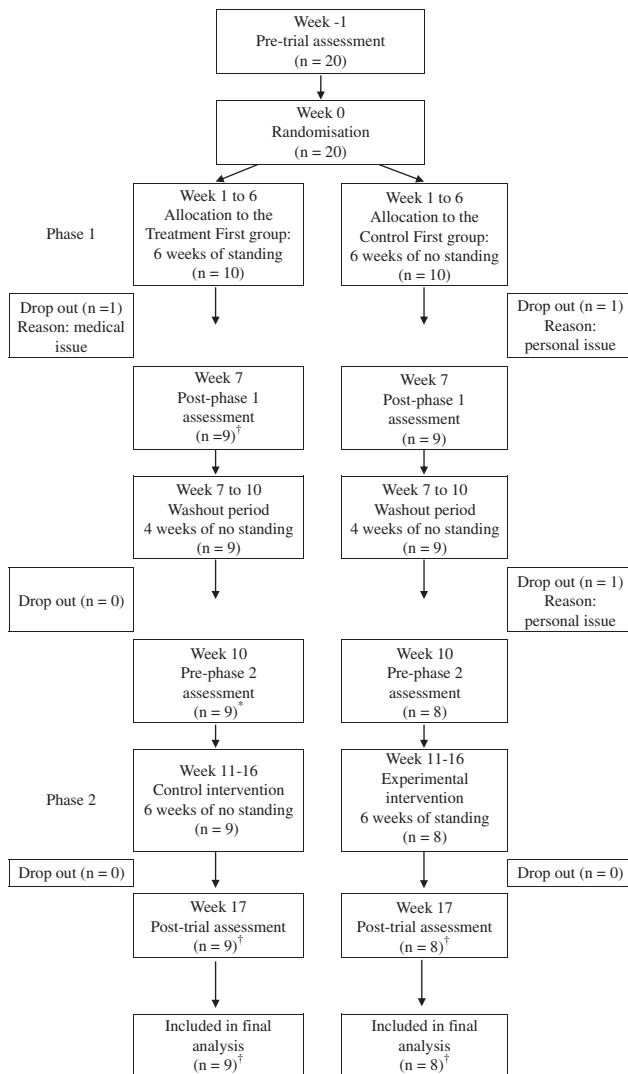 Week -1
Pre-trial assessment
(n = 20)
Week 0
Randomisation
(n = 20)
Phase 1
Week 1 to 6
Allocation to the
Treatment First group:
6 weeks of standing
(n = 10)
Week 1 to 6
Allocation to the
Control First group:
6 weeks of no standing
(n = 10)
Drop out (n =1)
Reason: medical
issue
Drop out (n = 1)
Reason:
personal issue
Week 7
Post-phase 1
assessment
(n =9)†
Week 7
Post-phase 1
assessment
(n = 9)
Week 7 to 10
Washout period
4 weeks of no standing
(n = 9)
Week 7 to 10
Washout period
4 weeks of no standing
(n = 9)
Drop out (n = 0)
Drop out (n = 1)
Reason:
personal issue
Week 10
Pre-phase 2
assessment
(n = 9)*
Week 10
Pre-phase 2
assessment
(n = 8)
Phase 2
Week 11-16
Control intervention
6 weeks of no standing
(n = 9)
Week 11-16
Experimental
intervention
6 weeks of standing
(n = 8)
Drop out (n = 0)
Drop out (n = 0)
Week 17
Post-trial assessment
(n = 9)†
Week 17
Post-trial assessment
(n = 8)†
Included in final
analysis
(n = 9)†
Included in final
analysis
(n = 8)†